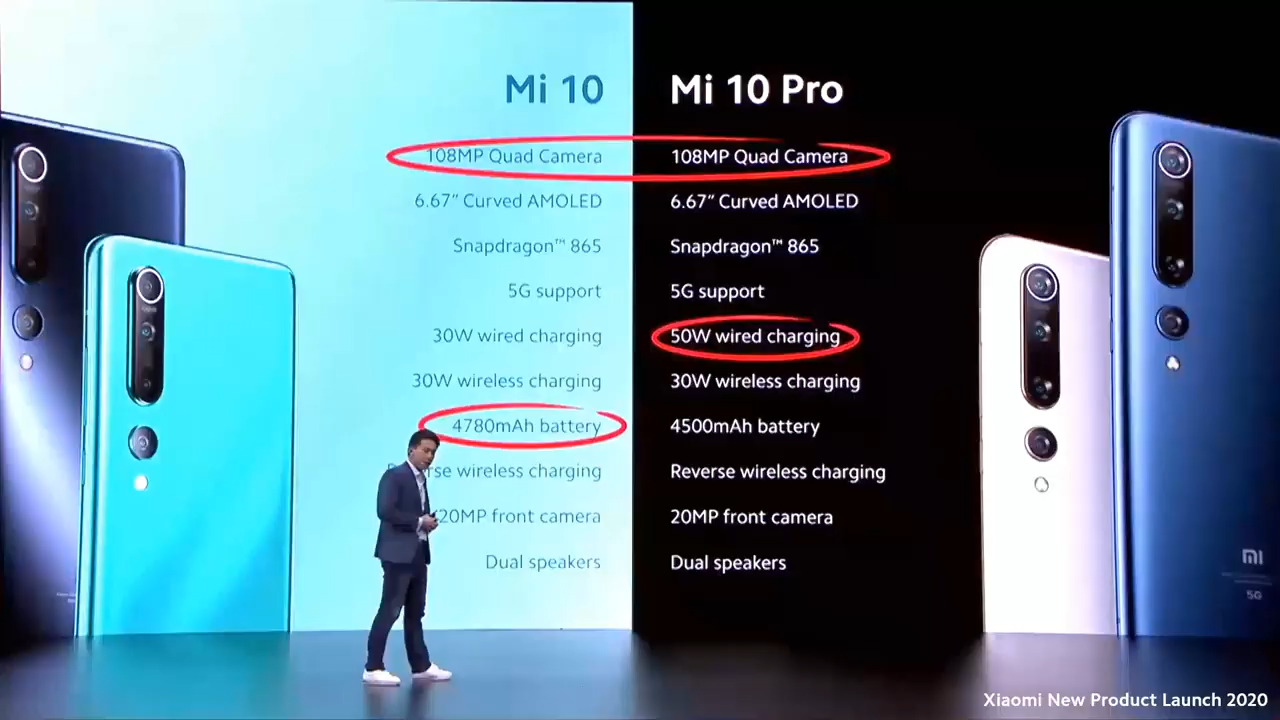 Mi 10
108MP Quad Camera
6.67” Curved AMOLED
Snapdragon™ 865
5G support
30W wired charging
30W wireless charging
4780mAh battery
wireless charging
20MP front camera
Dual speakers
Mi 10 Pro
108MP Quad Camera
6.67” Curved AMOLED
Snapdragon™ 865
5G support
50W wired charging
30W wireless charging
4500mAh battery
Reverse wireless charging
20MP front camera
Dual speakers
mi
5G
Xiaomi New Product Launch 2020